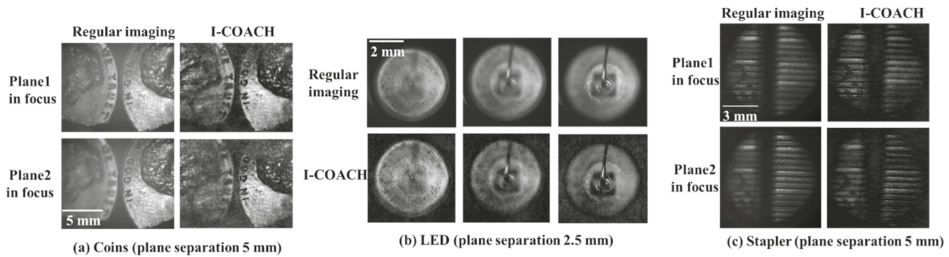 Regular imaging I-COACH
Plane1
in focus
Plane2
in focus
5 mm
(a) Coins (plane separation 5 mm)
2 mm
Regular
imaging
I-COACH
(b) LED (plane separation 2.5 mm)
Regular imaging I-COACH
Plane1
in focus
3 mm
Plane2
in focus
(c) Stapler (plane separation 5 mm)